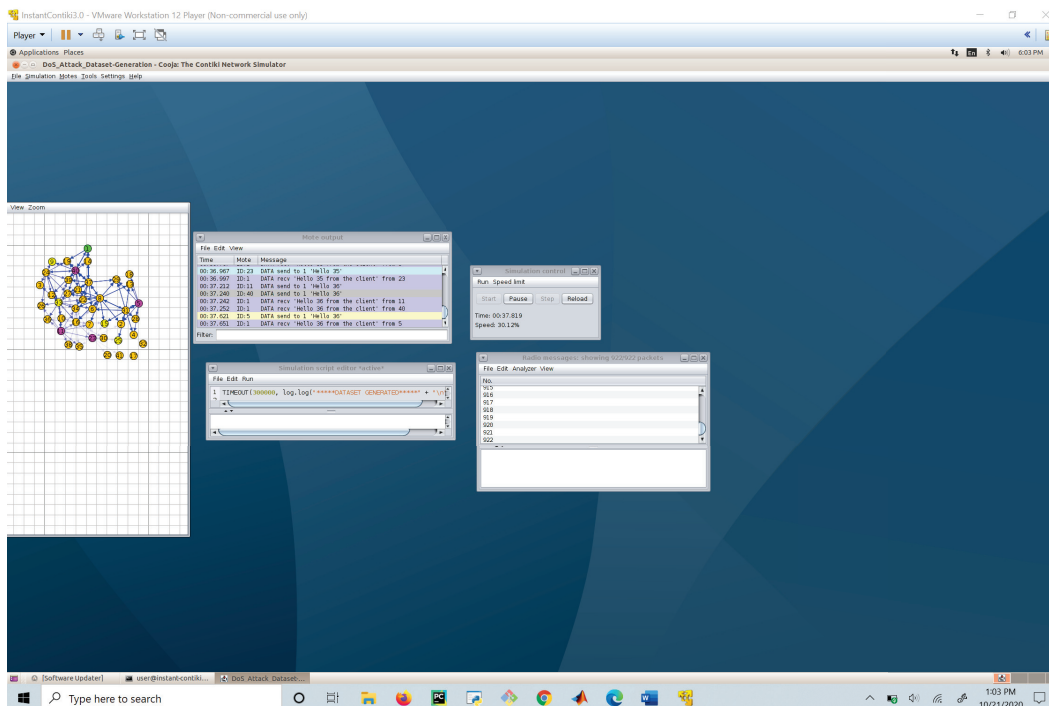 InstantContiki3.0 - VMware Workstation 12 Player (Non-commercial use only)
Player
Applications Places
En
6:03 PM
DoS_Attack_Dataset-Generation - Cooja: The Contiki Network Simulator
File Simulation Motes Tools Settings Help
View Zoom
Mote output
File Edit View
Time Mote Message
00:36.967 ID:23 DATA send to 1 'Hello 35'
00:36.997 ID:1 DATA recv 'Hello 35 from the client' from 23
00:37.212 ID:11 DATA send to 1 'Hello 36'
00:37.240 ID:40 DATA send to 1 'Hello 36'
00:37.242 ID:1 DATA recv 'Hello 36 from the client' from 11
00:37.252 ID:1 DATA recv 'Hello 36 from the client' from 40
00:37.621 ID:5 DATA send to 1 'Hello 36'
00:37.651 ID:1 DATA recv 'Hello 36 from the client' from 5
Filter:
Simulation control
Run Speed limit
Start Pause Step Reload
Time: 00:37.819
Speed: 30.12%
Simulation script editor *active*
File Edit Run
1 TIMEOUT(300000, log.log("*****DATASET GENERATED*****" + '\n'
Radio messages: showing 922/922 packets
File Edit Analyzer View
No.
915
916
917
918
919
920
921
922
[Software Updater]
user@instant-contiki...
DoS_Attack_Dataset-...
Type here to search
1:03 PM
10/21/2020